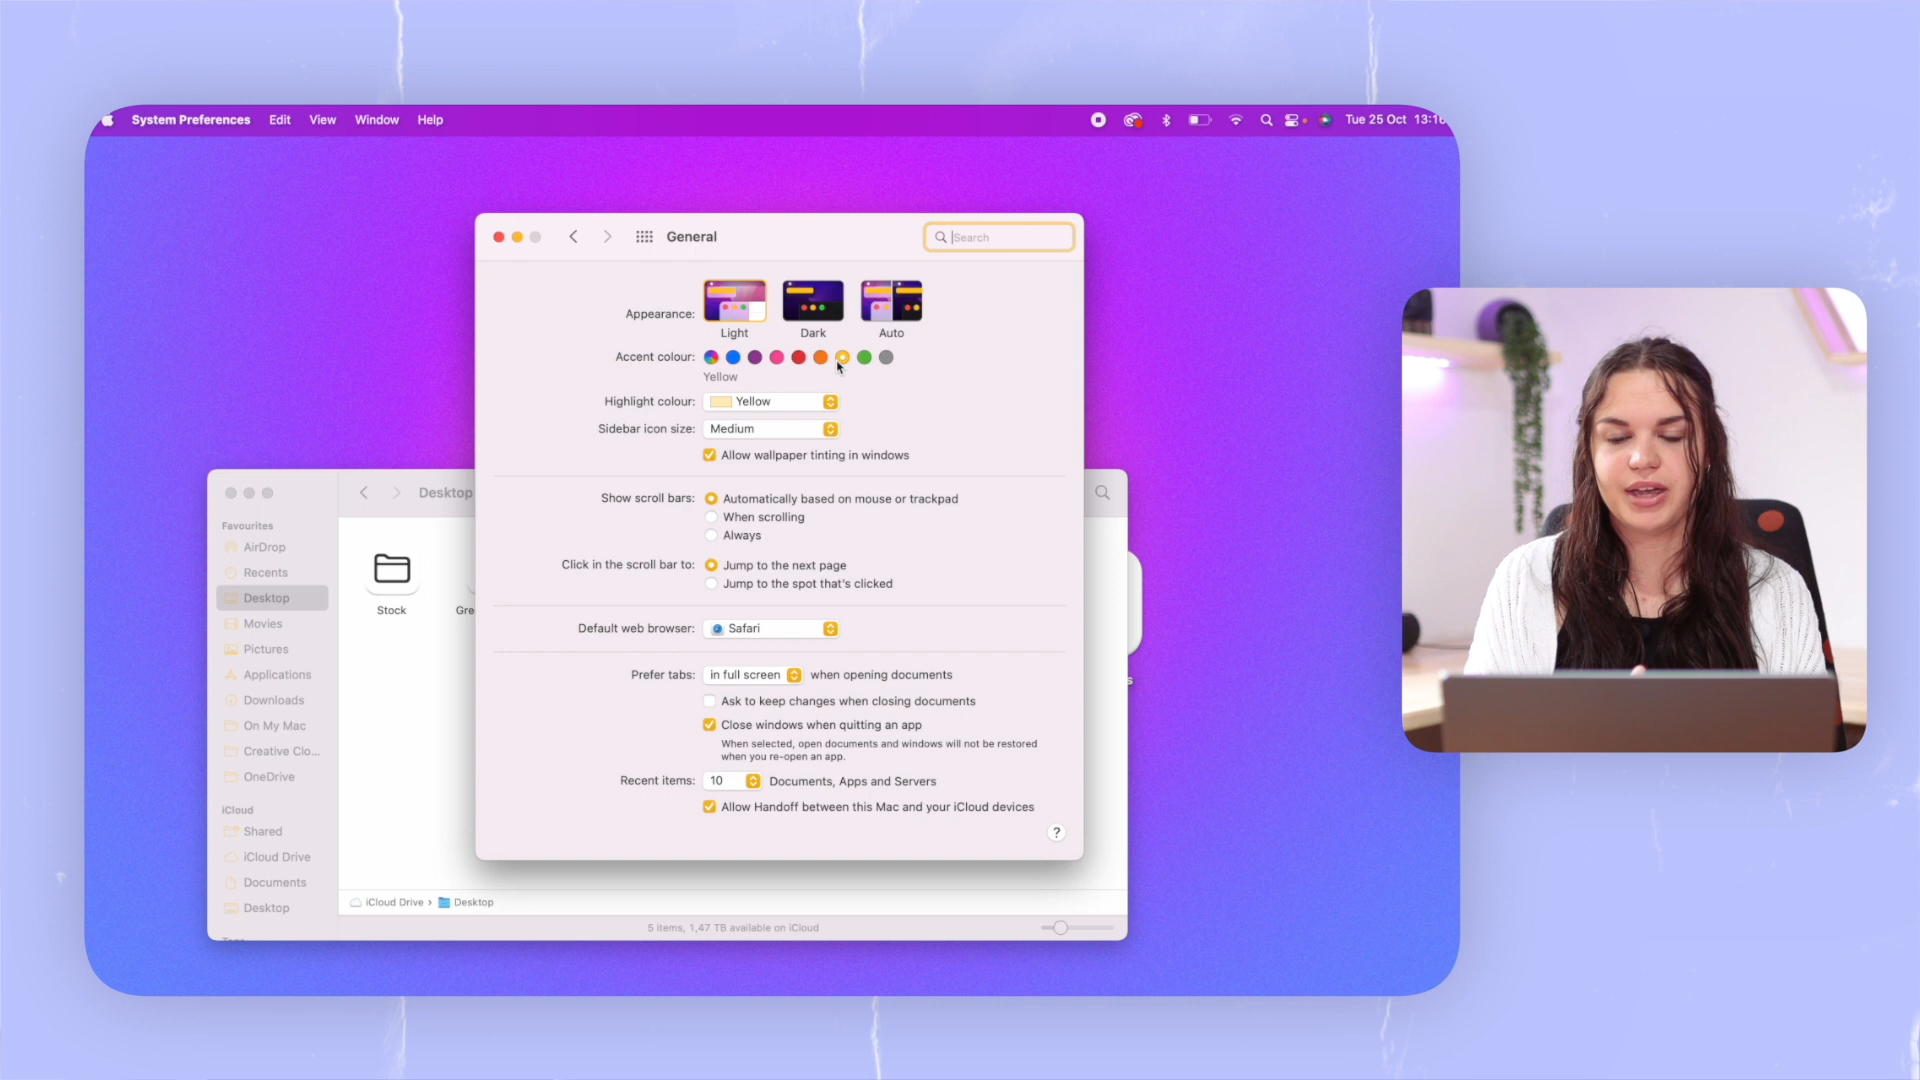 System Preferences Edit View Window Help
Tue 25 Oct 13:16
General
Search
Appearance:
Light Dark Auto
Accent colour:
Yellow
Highlight colour: Yellow
Sidebar icon size: Medium
Allow wallpaper tinting in windows
Show scroll bars: Automatically based on mouse or trackpad
When scrolling
Always
Click in the scroll bar to: Jump to the next page
Jump to the spot that's clicked
Default web browser: Safari
Prefer tabs: in full screen when opening documents
Ask to keep changes when closing documents
Close windows when quitting an app
When selected, open documents and windows will not be restored
when you re-open an app.
Recent items: 10 Documents, Apps and Servers
Allow Handoff between this Mac and your iCloud devices
?
Desktop
Favourites
AirDrop
Recents
Desktop
Movies
Pictures
Applications
Downloads
On My Mac
Creative Clo...
OneDrive
iCloud
Shared
iCloud Drive
Documents
Desktop
Stock
Gre
iCloud Drive › Desktop
5 items, 1,47 TB available on iCloud